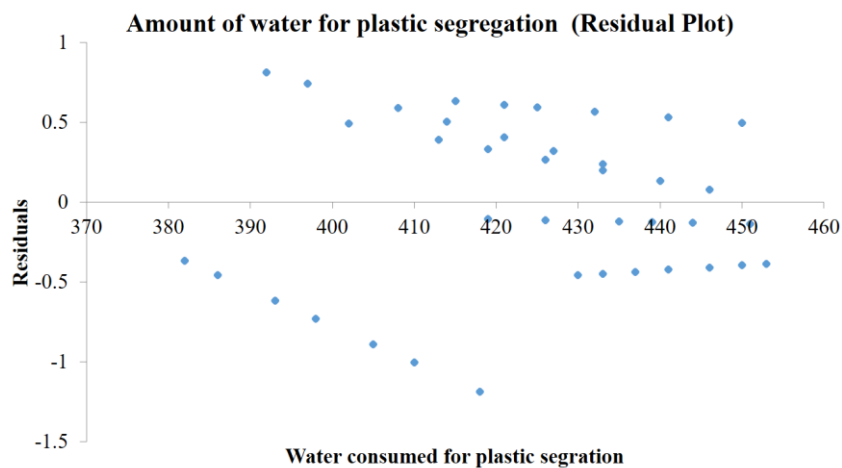 Amount of water for plastic segregation (Residual Plot)
1
0.5
0
-0.5
-1
-1.5
370 380 390 400 410 420 430 440 450 460
Residuals
Water consumed for plastic segration